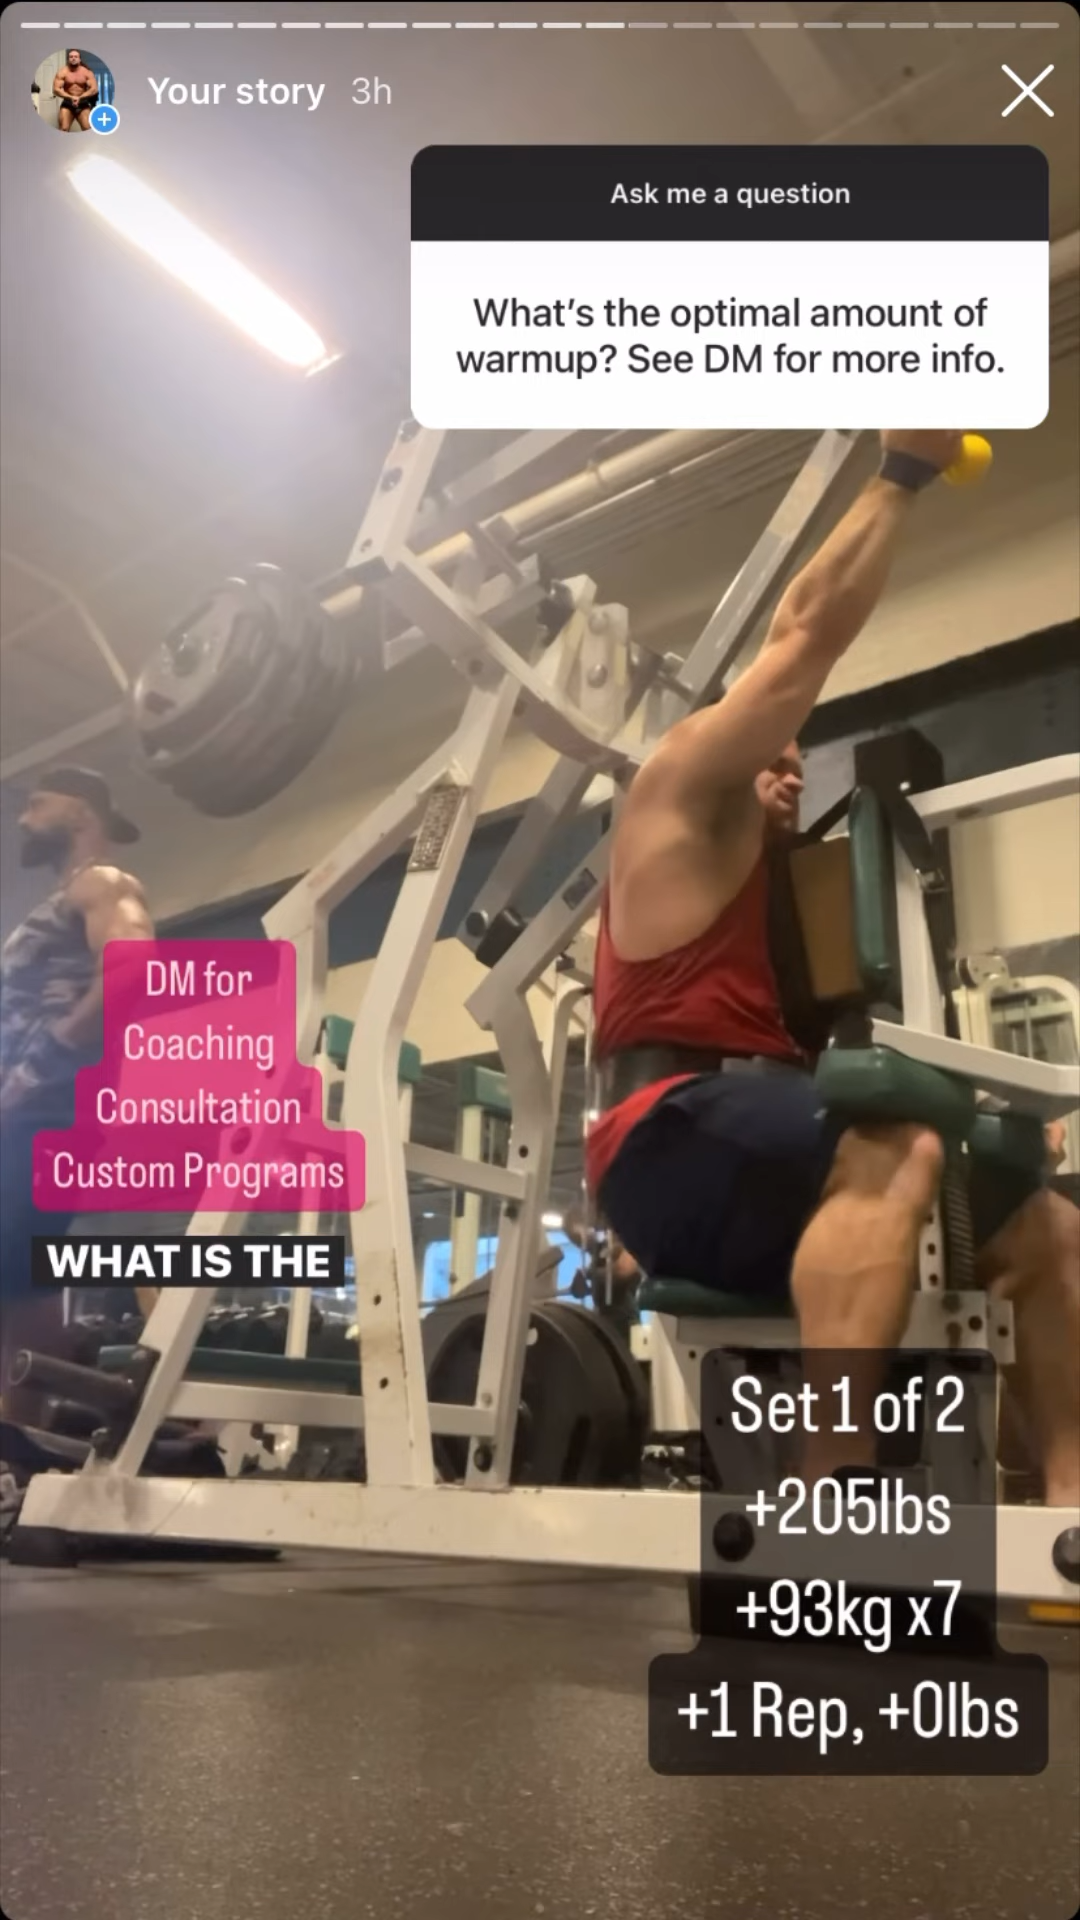 Your story 3h
Ask me a question
What's the optimal amount of
warmup? See DM for more info.
DM for
Coaching
Consultation
Custom Programs
WHAT IS THE
Set 1 of 2
+205lbs
+93kg x7
+1 Rep, +0lbs